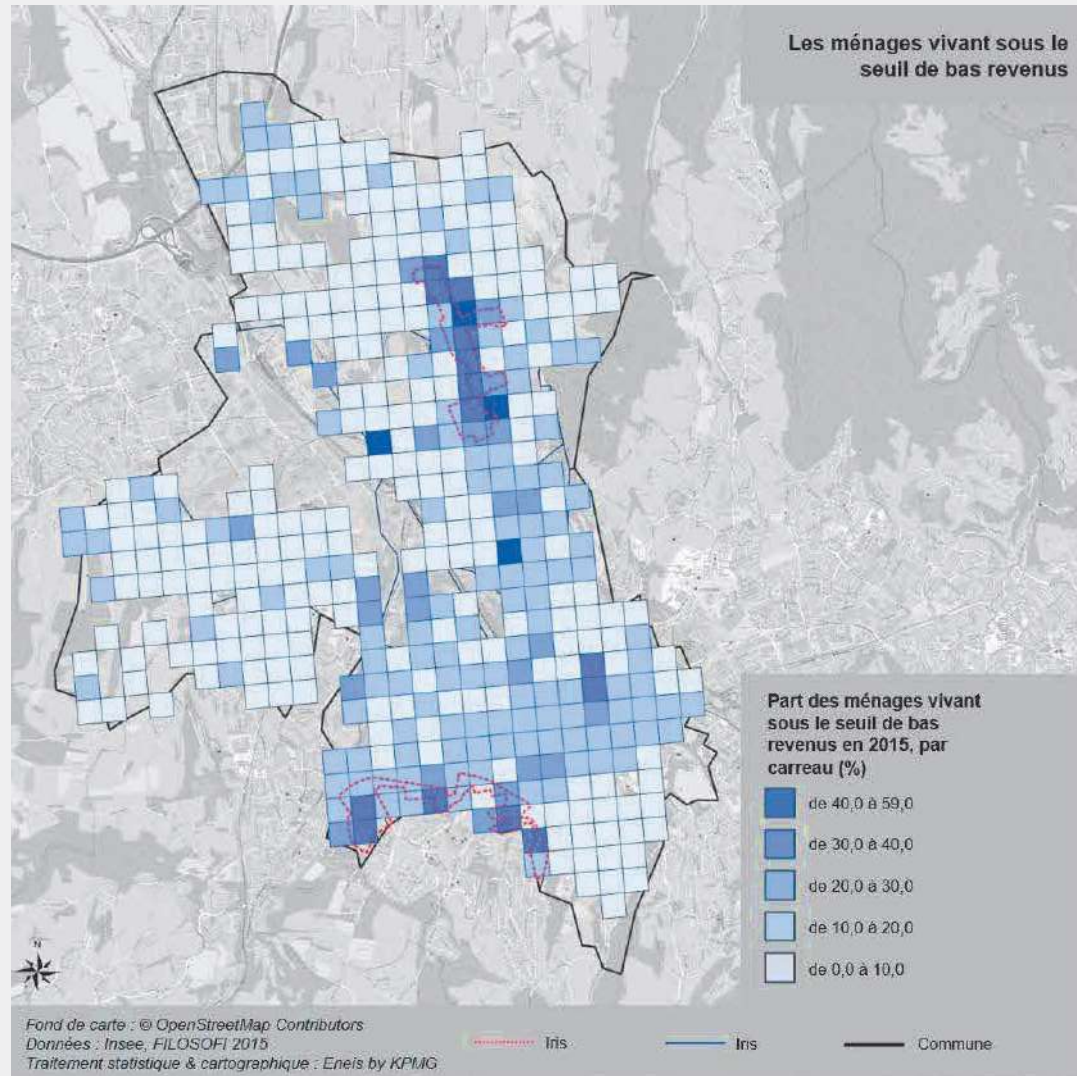 Les ménages vivant sous le
seuil de bas revenus
Part des ménages vivant
sous le seuil de bas
revenus en 2015, par
carreau (%)
de 40,0 à 59,0
de 30,0 à 40,0
de 20,0 à 30,0
de 10,0 à 20,0
de 0,0 à 10,0
N
Fond de carte : © OpenStreetMap Contributors
Données : Insee, FILOSOFI 2015
Traitement statistique & cartographique : Eneis by KPMG
Iris
Iris
Commune